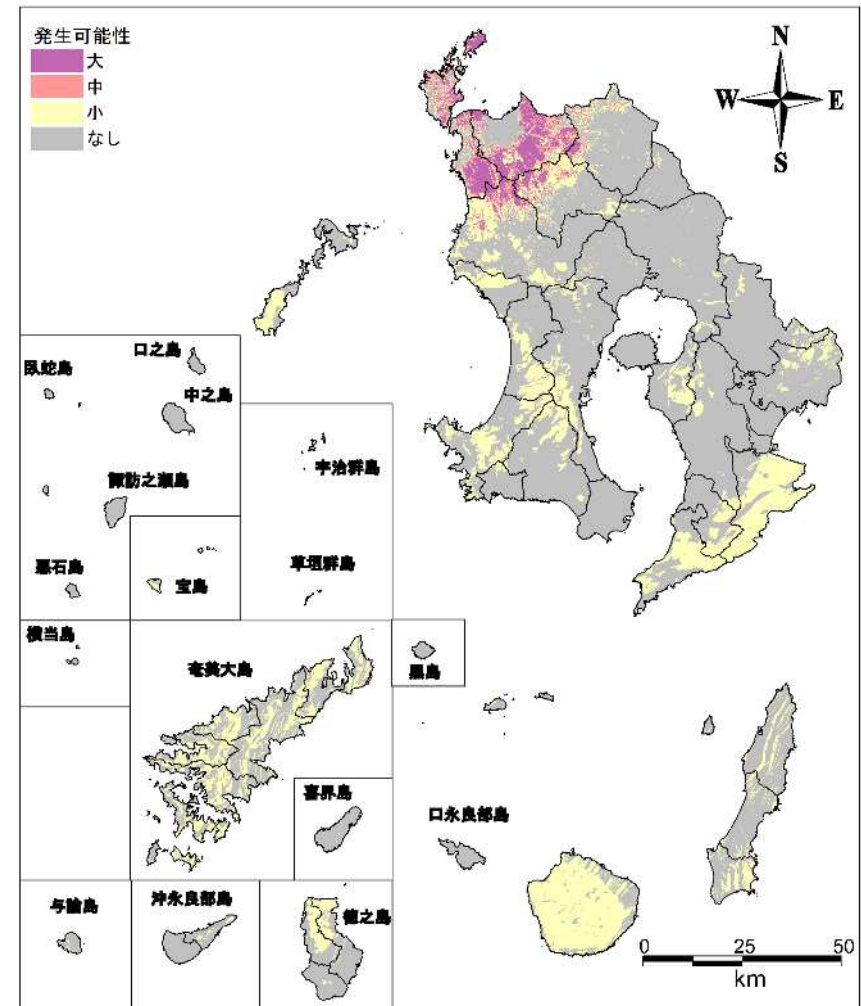 発生可能性
大
中
小
なし
N
W
E
S
口之島
臥蛇島
中之島
宇治群島
諏訪之瀬島
草垣群島
悪石島
宝島
横当島
奄美大島
黒島
喜界島
口永良部島
与論島
沖永良部島
徳之島
0
25
50
km